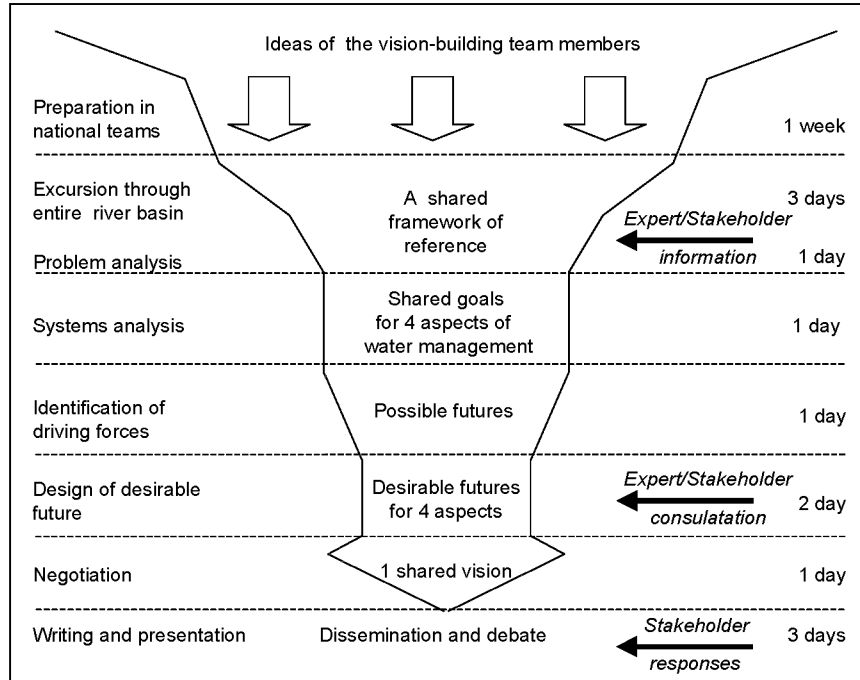 Ideas of the vision-building team members
Preparation in
national teams
1 week
Excursion through
entire river basin
A shared
framework of
reference
3 days
Expert/Stakeholder
information
Problem analysis
1 day
Systems analysis
Shared goals
for 4 aspects of
water management
1 day
Identification of
driving forces
Possible futures
1 day
Design of desirable
future
Desirable futures
for 4 aspects
Expert/Stakeholder
consulatation
2 day
Negotiation
1 shared vision
1 day
Writing and presentation
Dissemination and debate
Stakeholder
responses
3 days